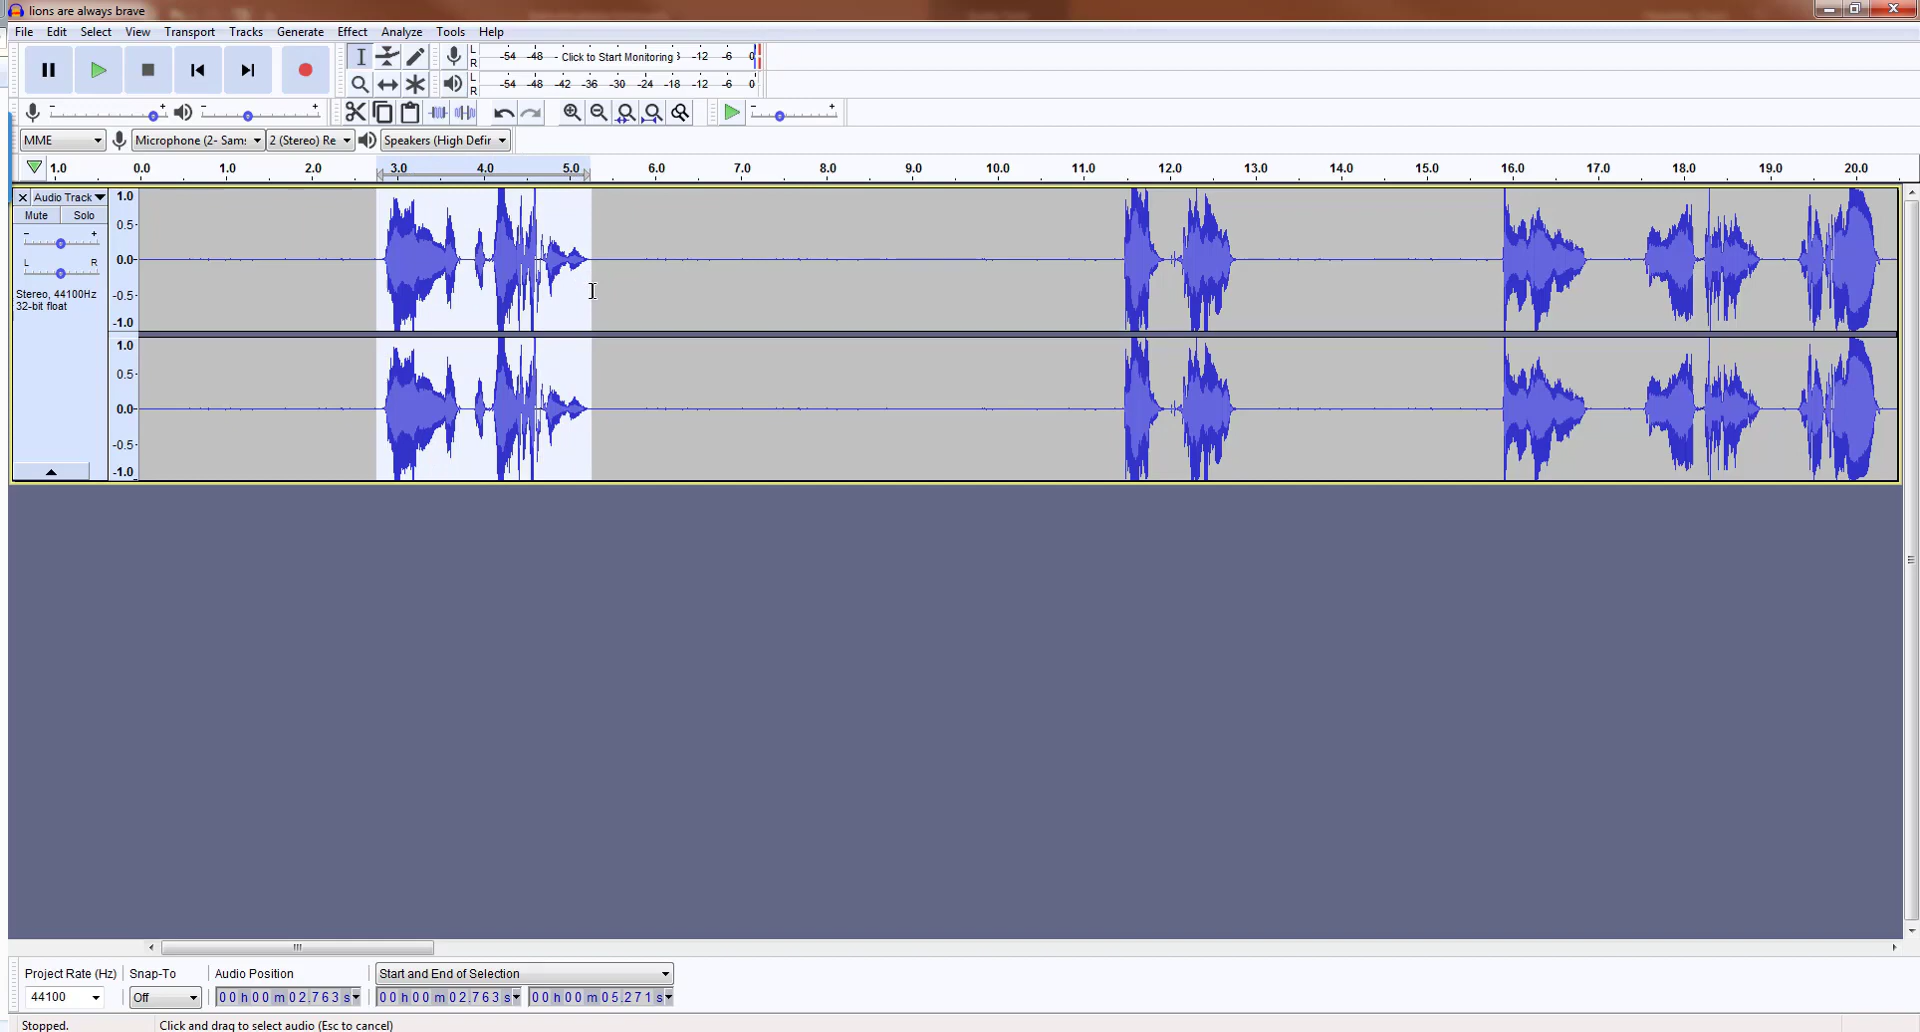 lions are always brave
File Edit Select View Transport Tracks Generate Effect Analyze Tools Help
L R -54 -48 - Click to Start Monitoring -12 -6 0
L R -54 -48 -42 -36 -30 -24 -18 -12 -6 0
- + - + - +
MME Microphone (2- Sam: 2 (Stereo) Re Speakers (High Defir
1.0 0.0 1.0 2.0 3.0 4.0 5.0 6.0 7.0 8.0 9.0 10.0 11.0 12.0 13.0 14.0 15.0 16.0 17.0 18.0 19.0 20.0
Audio Track
Mute Solo
- +
L R
Stereo, 44100Hz
32-bit float
1.0
0.5
0.0
-0.5
-1.0
1.0
0.5
0.0
-0.5
-1.0
Project Rate (Hz) Snap-To Audio Position Start and End of Selection
44100 Off 00 h 00 m 02.763 s 00 h 00 m 02.763 s 00 h 00 m 05.271 s
Stopped. Click and drag to select audio (Esc to cancel)